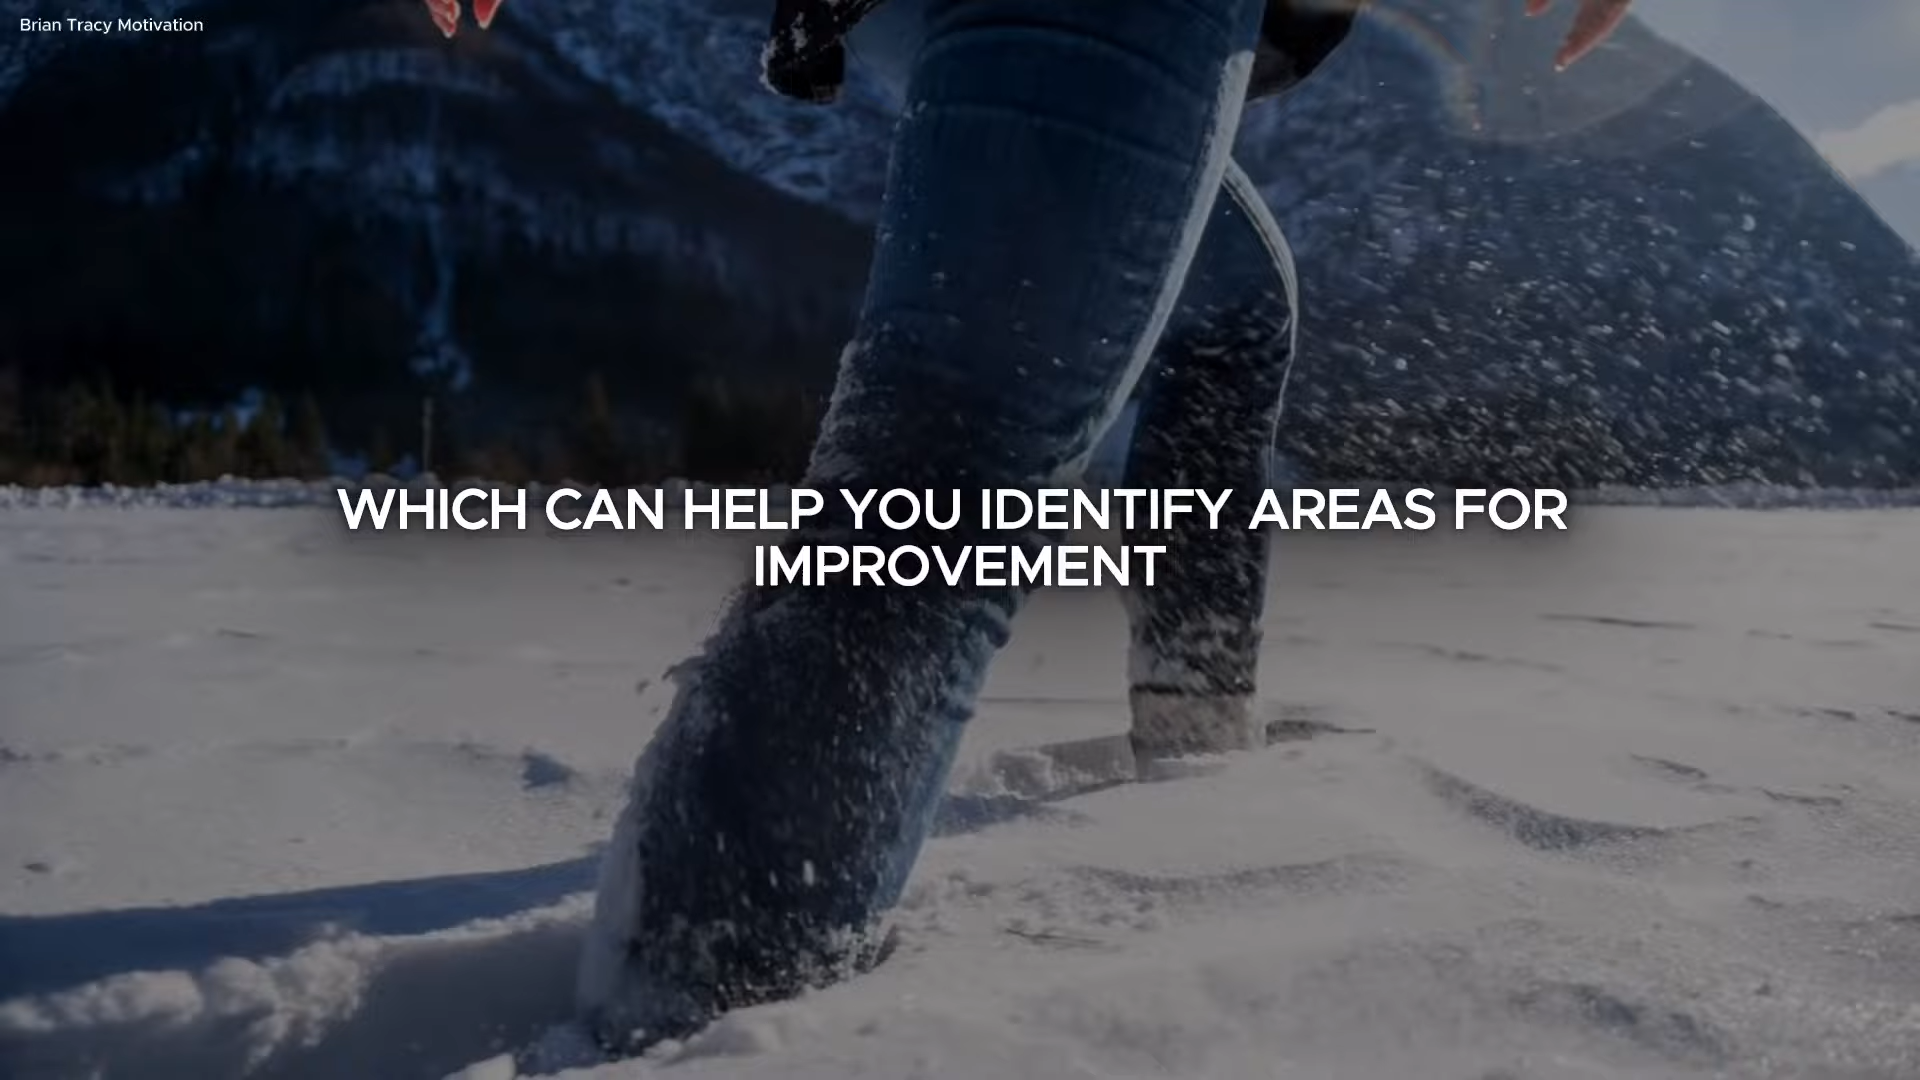 Brian Tracy Motivation
WHICH CAN HELP YOU IDENTIFY AREAS FOR
IMPROVEMENT